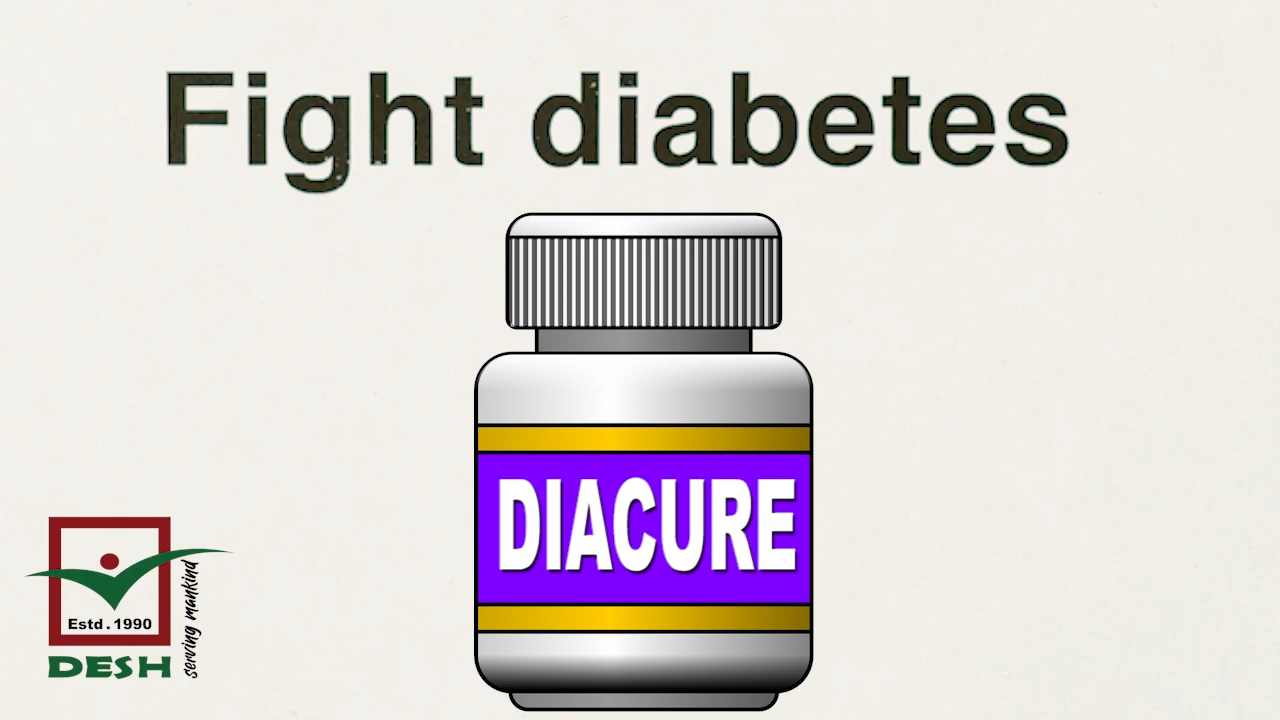 Fight diabetes
DIACURE
Estd.1990
DESH
serving mankind